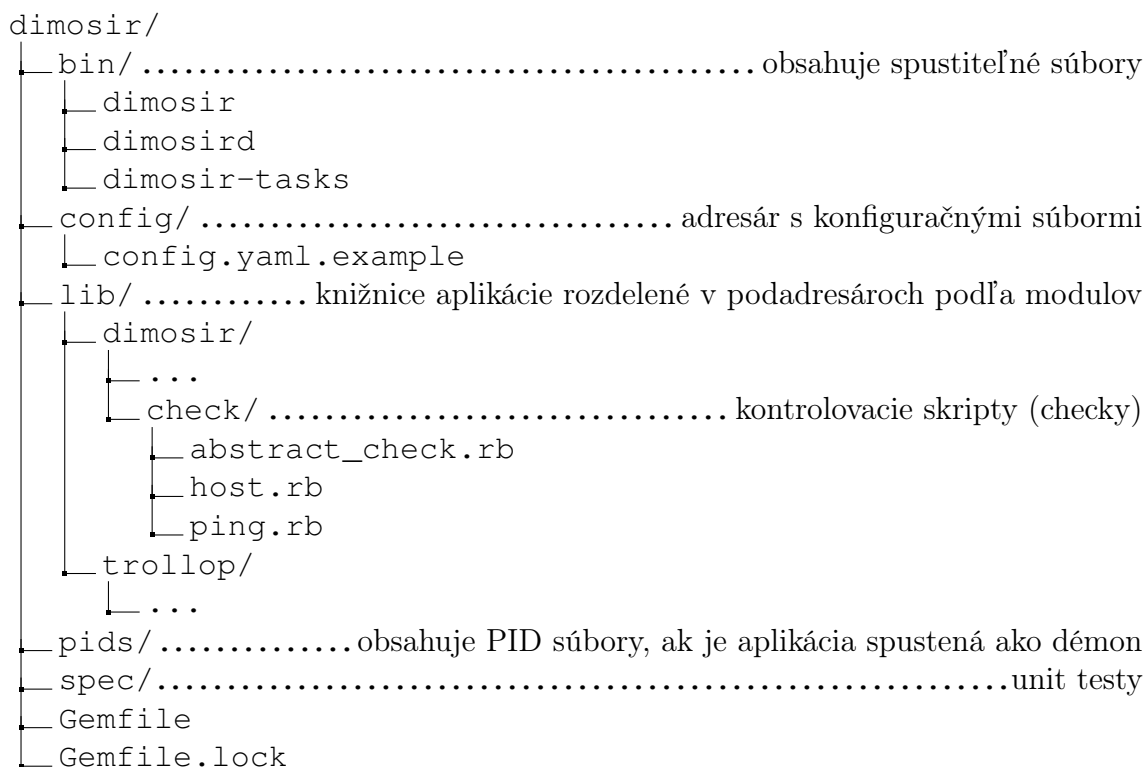 dimosir/
bin/ ............................................ obsahuje spustiteľné súbory
dimosir
dimosird
dimosir-tasks
config/ .................................. adresár s konfiguračnými súbormi
config.yaml.example
lib/ ............ knižnice aplikácie rozdelené v podadresároch podľa modulov
dimosir/
...
check/ ................................. kontrolovacie skripty (checky)
abstract_check.rb
host.rb
ping.rb
trollop/
...
pids/ .............. obsahuje PID súbory, ak je aplikácia spustená ako démon
spec/ ............................................................. unit testy
Gemfile
Gemfile.lock